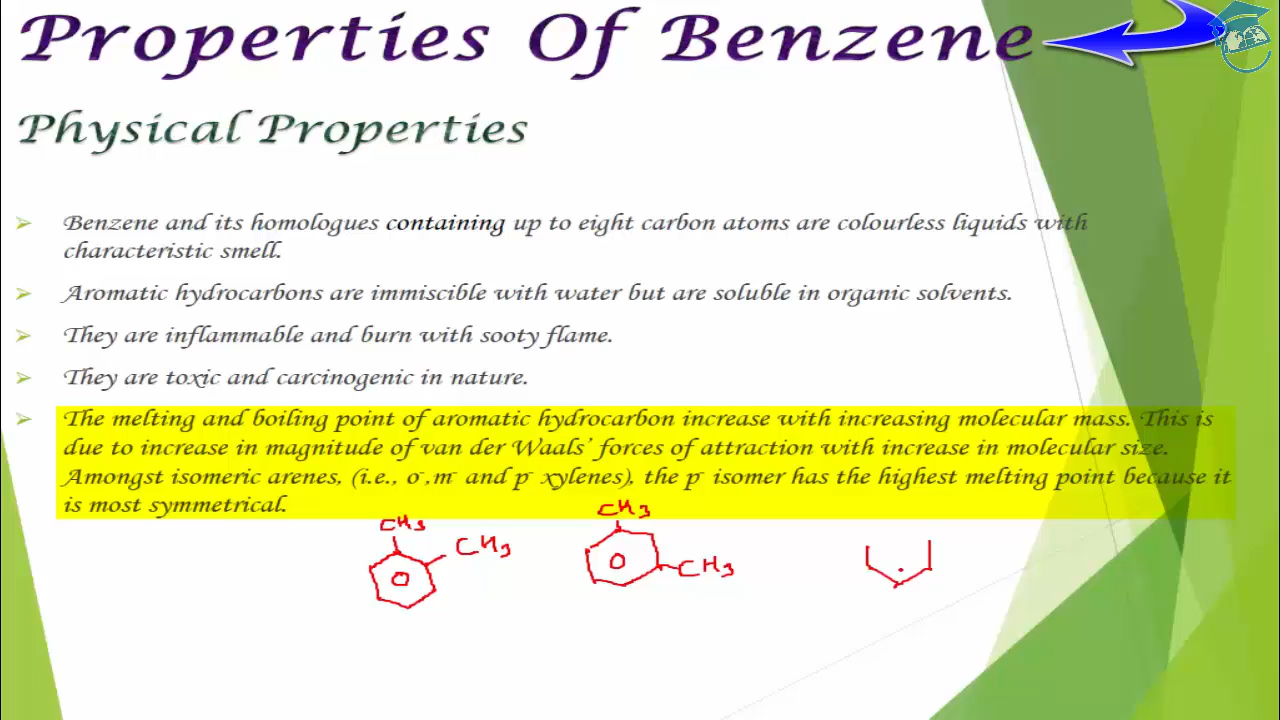 Properties Of Benzene
Physical Properties
Benzene and its homologues containing up to eight carbon atoms are colourless liquids with
characteristic smell.
Aromatic hydrocarbons are immiscible with water but are soluble in organic solvents.
They are inflammable and burn with sooty flame.
They are toxic and carcinogenic in nature.
The melting and boiling point of aromatic hydrocarbon increase with increasing molecular mass. This is
due to increase in magnitude of van der Waals' forces of attraction with increase in molecular size.
Amongst isomeric arenes, (i.e., o-,m- and p- xylenes), the p- isomer has the highest melting point because it
is most symmetrical.
CH3
CH3
CH3
CH3